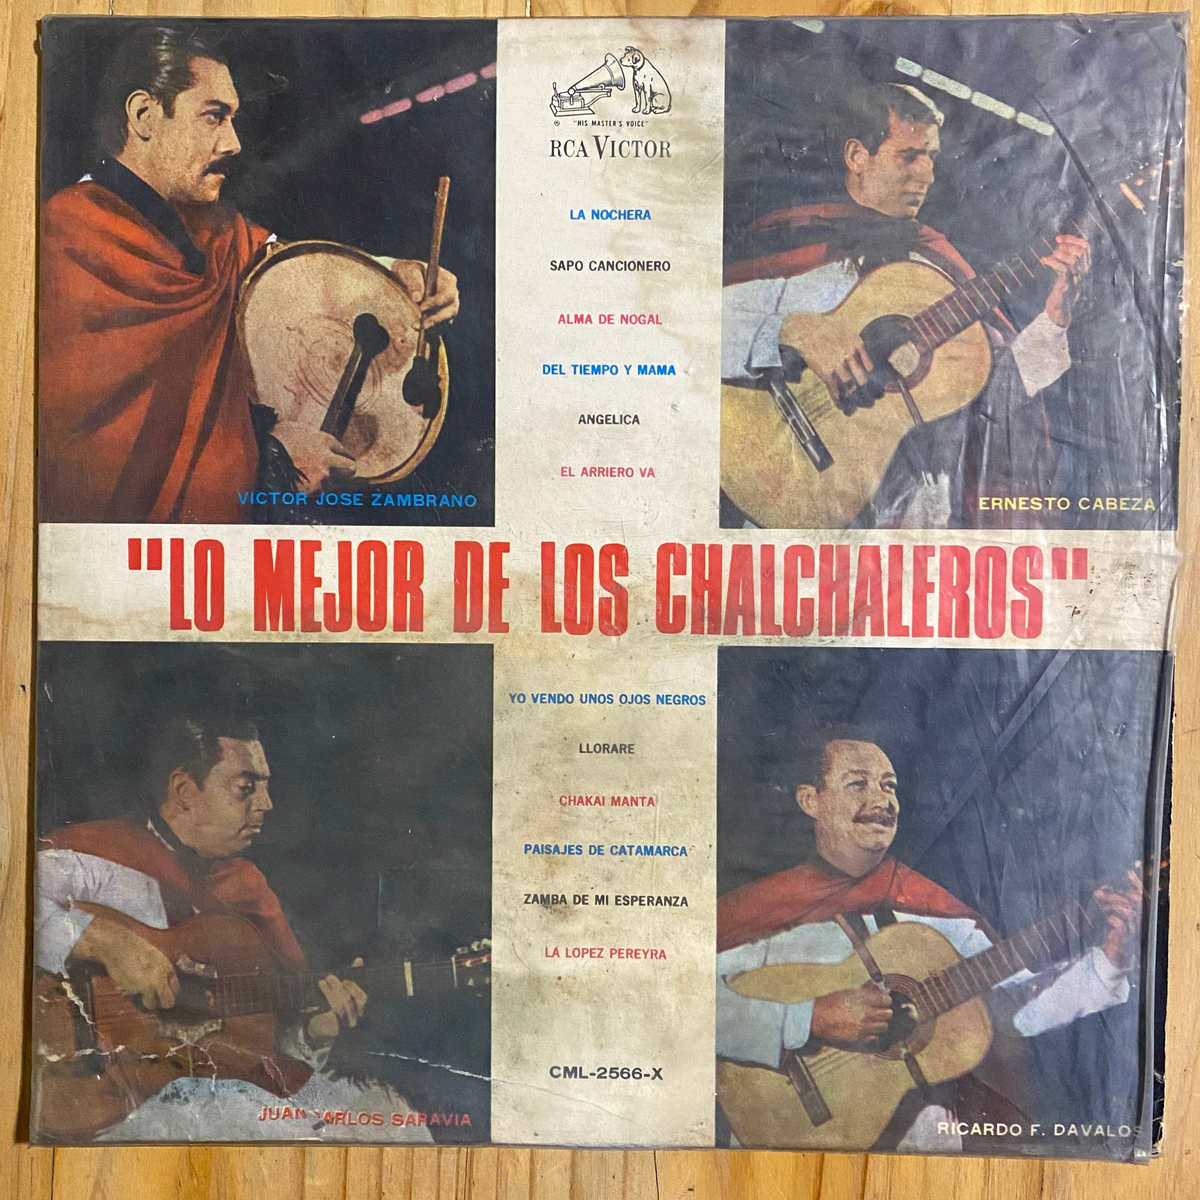 "HIS MASTER'S VOICE"
RCA VICTOR
LA NOCHERA
SAPO CANCIONERO
ALMA DE NOGAL
DEL TIEMPO Y MAMA
ANGELICA
EL ARRIERO VA
VICTOR JOSE ZAMBRANO
ERNESTO CABEZA
"LO MEJOR DE LOS CHALCHALEROS"
YO VENDO UNOS OJOS NEGROS
LLORARE
CHAKAI MANTA
PAISAJES DE CATAMARCA
ZAMBA DE MI ESPERANZA
LA LOPEZ PEREYRA
CML-2566-X
JUAN CARLOS SARAVIA
RICARDO F. DAVALOS